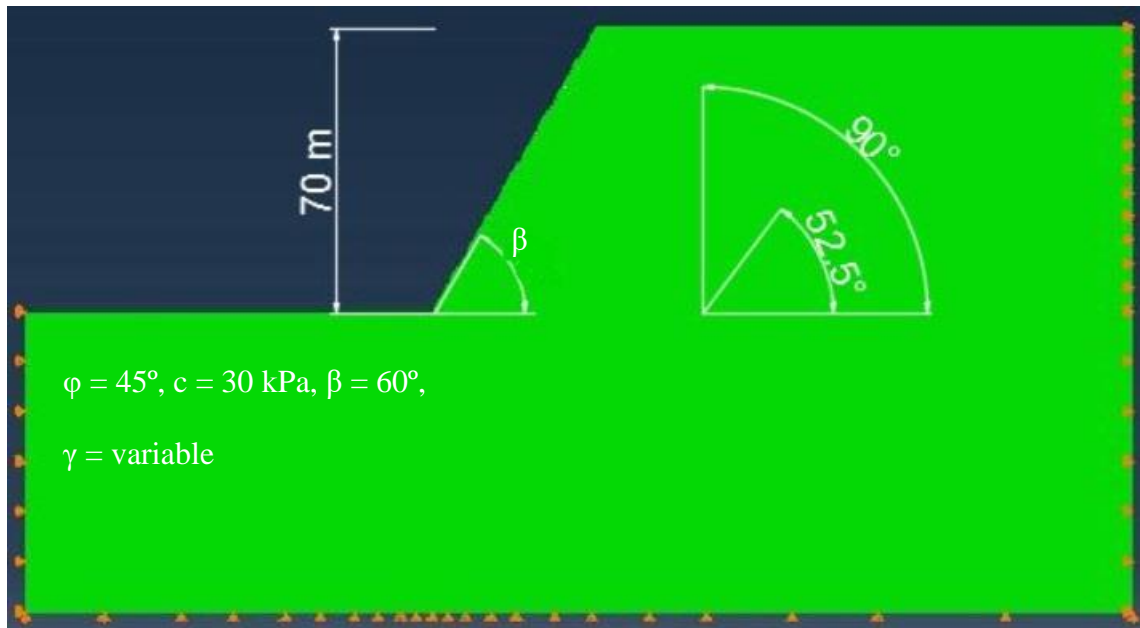 70 m
β
90°
52,5°
φ = 45º, c = 30 kPa, β = 60º,
γ = variable